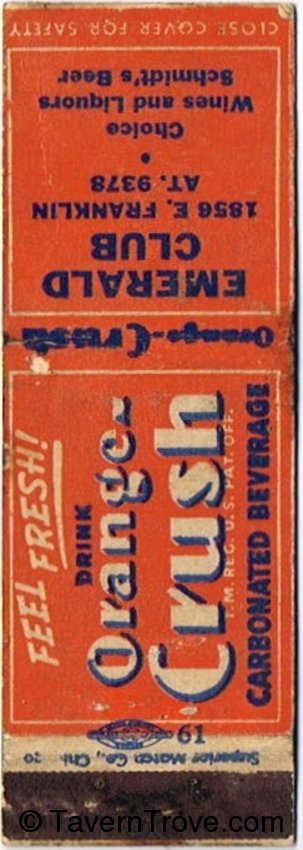 CLOSE COVER FOR SAFETY
EMERALD
CLUB
1856 E. FRANKLIN
AT. 9378
•
Choice
Wines and Liquors
Schmidt's Beer
Orange-Crush
FEEL FRESH!
DRINK
Orange-
Crush
T.M. REG. U.S. PAT. OFF.
CARBONATED BEVERAGE
61
Superior Match Co., Chi go
© TavernTrove.com